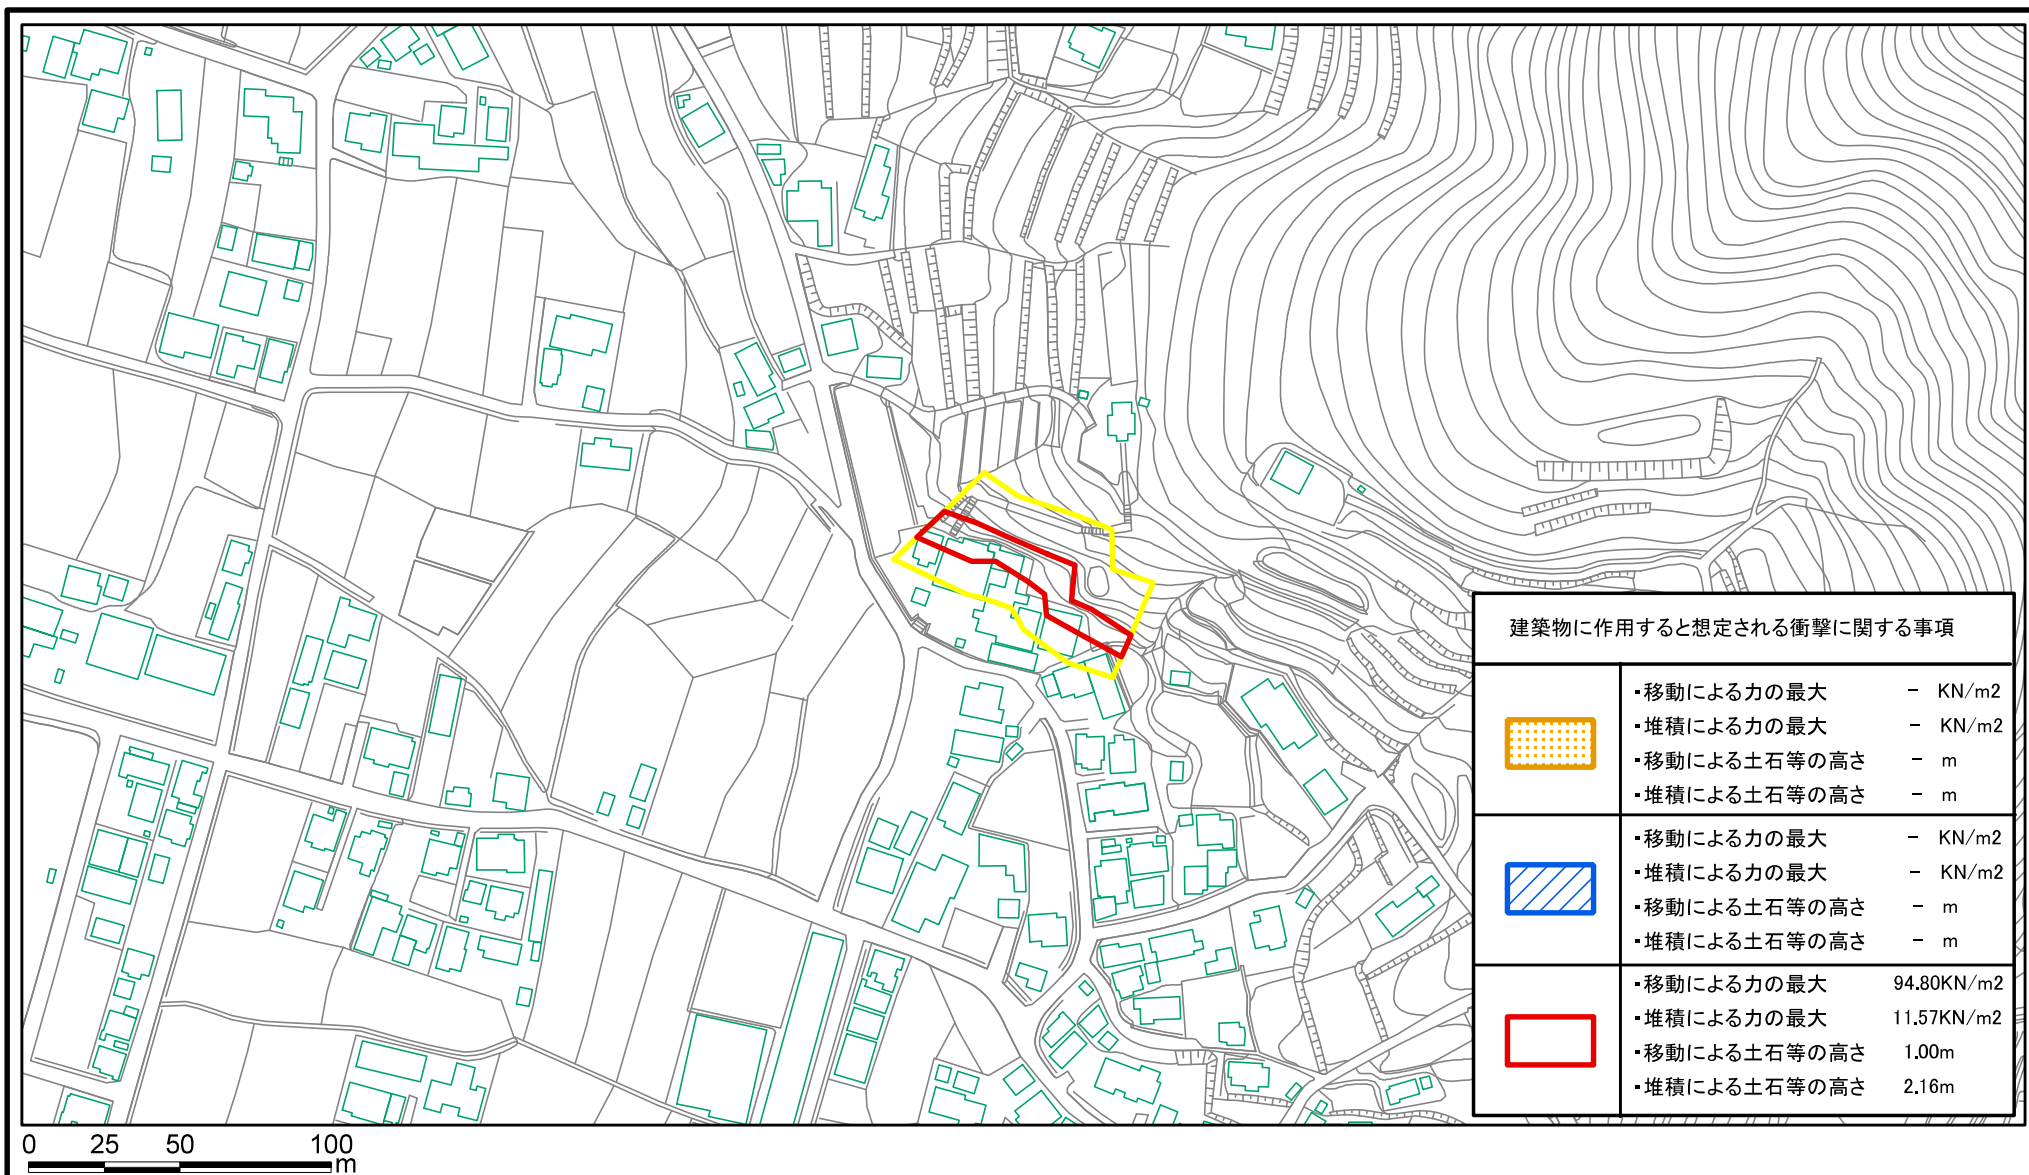 建築物に作用すると想定される衝撃に関する事項
・移動による力の最大 － KN/m2
・堆積による力の最大 － KN/m2
・移動による土石等の高さ － m
・堆積による土石等の高さ － m
・移動による力の最大 － KN/m2
・堆積による力の最大 － KN/m2
・移動による土石等の高さ － m
・堆積による土石等の高さ － m
・移動による力の最大 94.80KN/m2
・堆積による力の最大 11.57KN/m2
・移動による土石等の高さ 1.00m
・堆積による土石等の高さ 2.16m
0 25 50 100
m